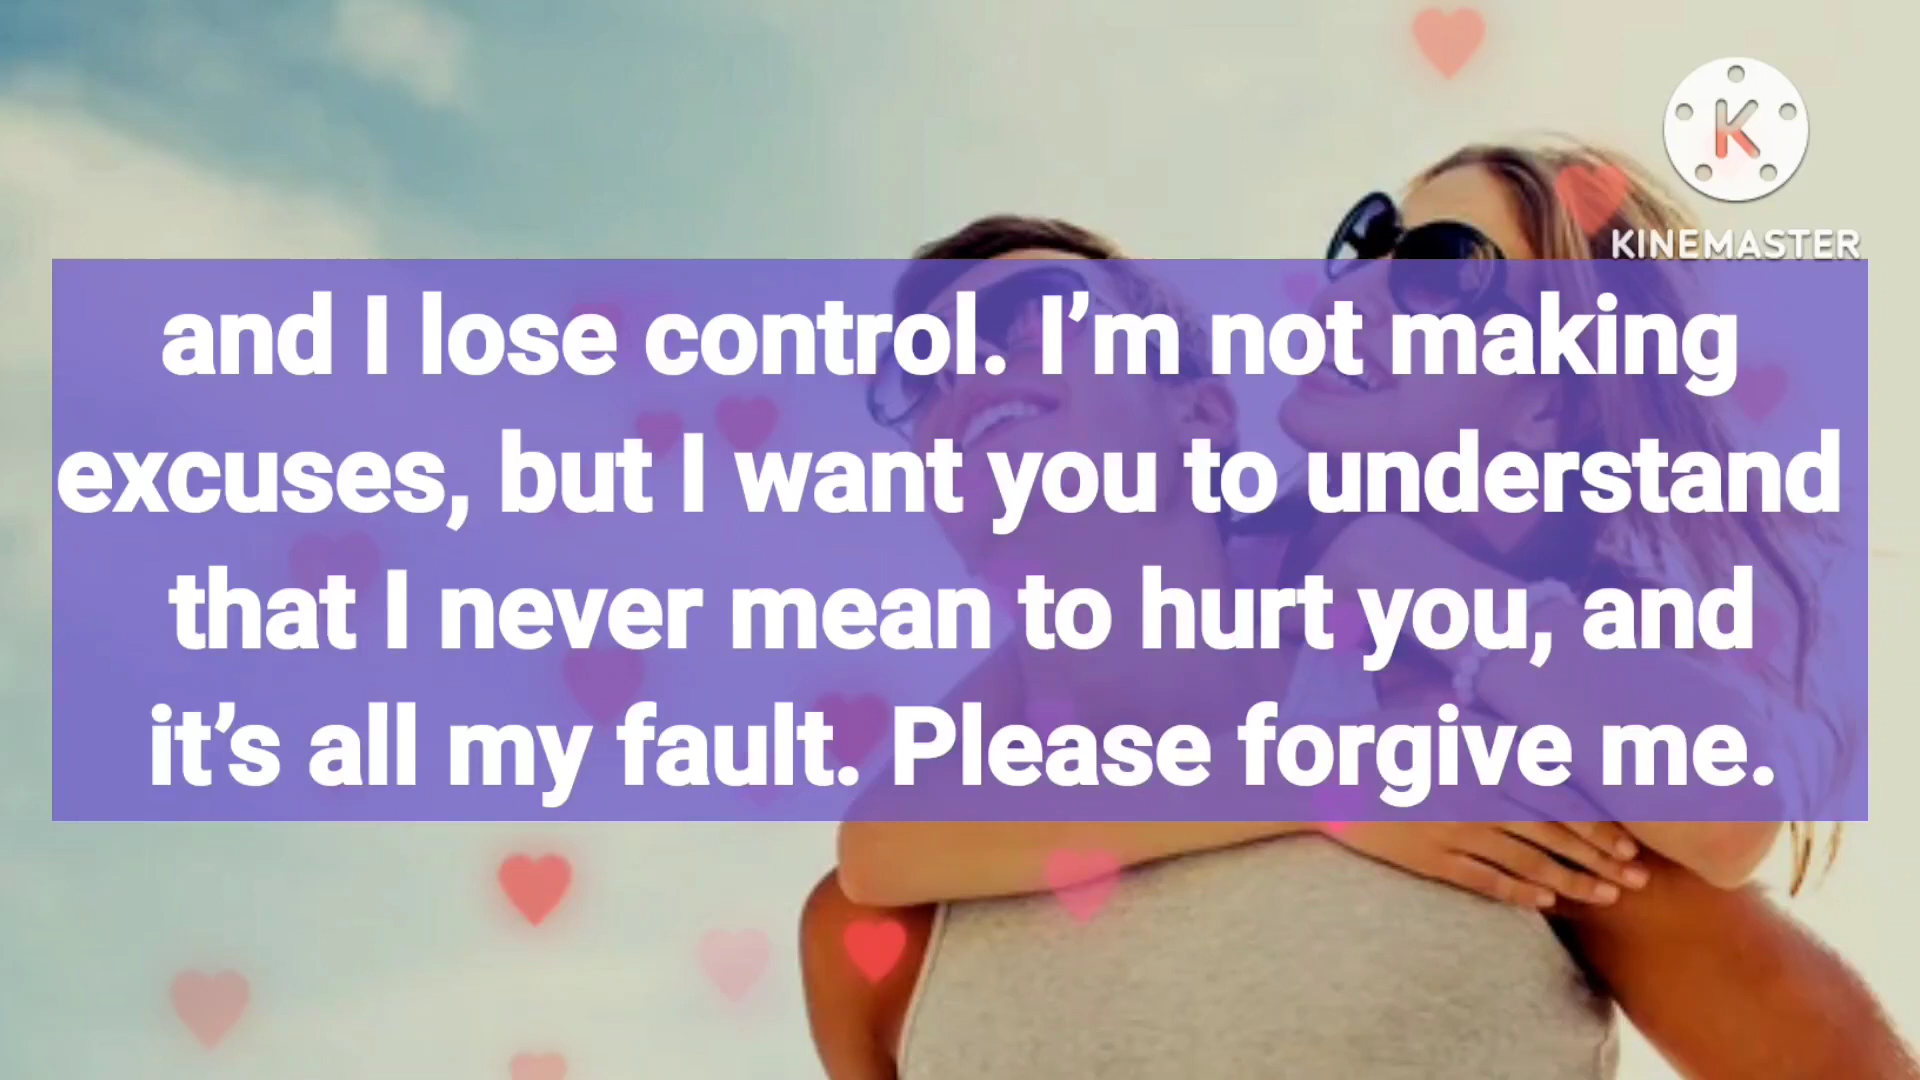 K
KINEMASTER
and I lose control. I’m not making
excuses, but I want you to understand
that I never mean to hurt you, and
it’s all my fault. Please forgive me.